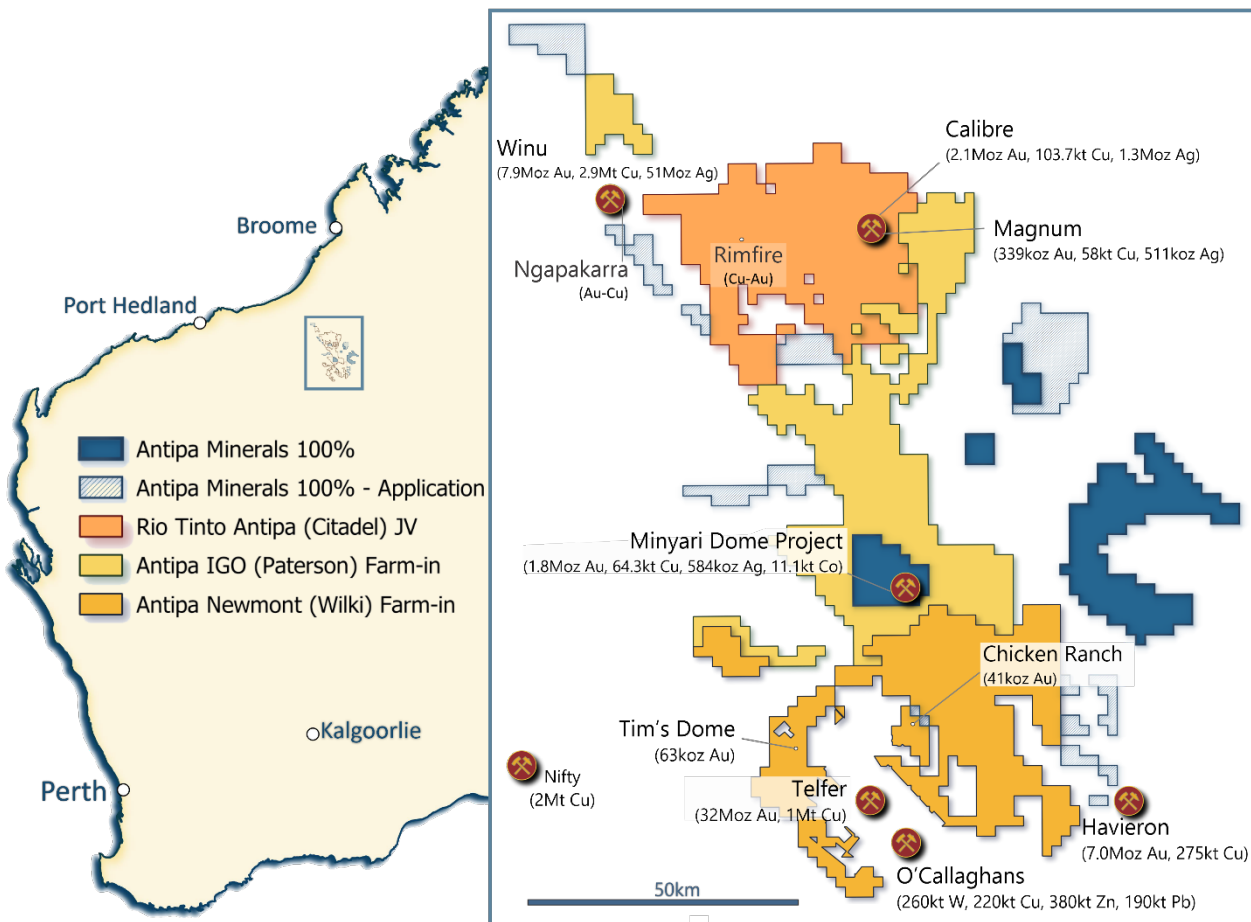 Broome
Port Hedland
Antipa Minerals 100%
Antipa Minerals 100% - Application
Rio Tinto Antipa (Citadel) JV
Antipa IGO (Paterson) Farm-in
Antipa Newmont (Wilki) Farm-in
Kalgoorlie
Perth
Winu
(7.9Moz Au, 2.9Mt Cu, 51Moz Ag)
Calibre
(2.1Moz Au, 103.7kt Cu, 1.3Moz Ag)
Magnum
(339koz Au, 58kt Cu, 511koz Ag)
Ngapakarra
(Au-Cu)
Rimfire
(Cu-Au)
Minyari Dome Project
(1.8Moz Au, 64.3kt Cu, 584koz Ag, 11.1kt Co)
Chicken Ranch
(41koz Au)
Tim's Dome
(63koz Au)
Nifty
(2Mt Cu)
Telfer
(32Moz Au, 1Mt Cu)
Havieron
(7.0Moz Au, 275kt Cu)
O'Callaghans
(260kt W, 220kt Cu, 380kt Zn, 190kt Pb)
50km